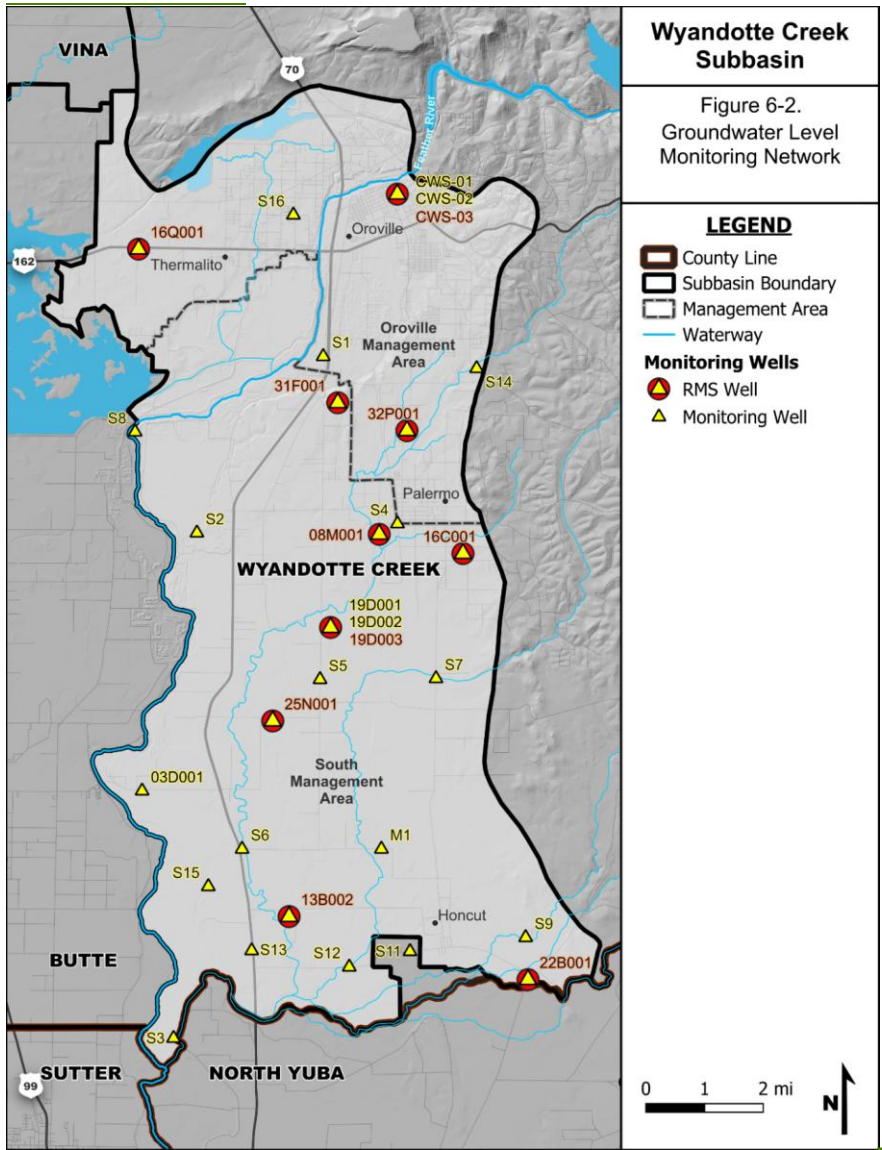 Wyandotte Creek
Subbasin
Figure 6-2.
Groundwater Level
Monitoring Network
LEGEND
County Line
Subbasin Boundary
Management Area
Waterway
Monitoring Wells
RMS Well
Monitoring Well
0 1 2 mi
N
VINA
70
Feather River
CWS-01
CWS-02
CWS-03
S16
16Q001
Oroville
162
Thermalito
Oroville
Management
Area
S1
S14
31F001
32P001
S8
Palermo
S4
S2
08M001
16C001
WYANDOTTE CREEK
19D001
19D002
19D003
S5
S7
25N001
South
Management
Area
03D001
S6
M1
S15
13B002
Honcut
S9
S13
S12
S11
22B001
BUTTE
S3
SUTTER
NORTH YUBA
99